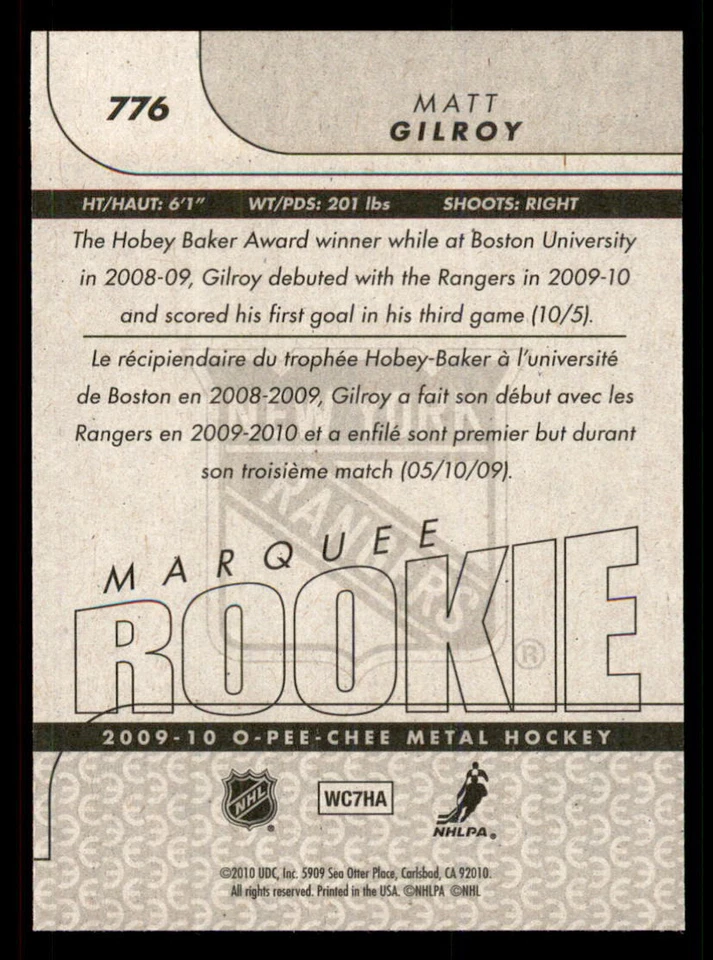 776
MATT
GILROY
HT/HAUT: 6'1" WT/PDS: 201 lbs SHOOTS: RIGHT
The Hobey Baker Award winner while at Boston University
in 2008-09, Gilroy debuted with the Rangers in 2009-10
and scored his first goal in his third game (10/5).
Le récipiendaire du trophée Hobey-Baker à l'université
de Boston en 2008-2009, Gilroy a fait son début avec les
Rangers en 2009-2010 et a enfilé sont premier but durant
son troisième match (05/10/09).
NEW YORK
RANGERS
MARQUEE
ROOKIE
®
2009-10 O-PEE-CHEE METAL HOCKEY
NHL ® WC7HA NHLPA®
©2010 UDC, Inc. 5909 Sea Otter Place, Carlsbad, CA 92010.
All rights reserved. Printed in the USA. ©NHLPA ©NHL